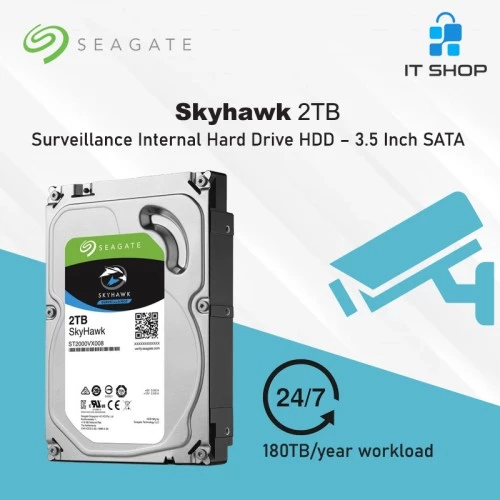 SEAGATE
IT SHOP
Skyhawk 2TB
Surveillance Internal Hard Drive HDD – 3.5 Inch SATA
SEAGATE
SKYHAWK
SURVEILLANCE
2TB
SkyHawk
ST2000VX008
24/7
180TB/year workload